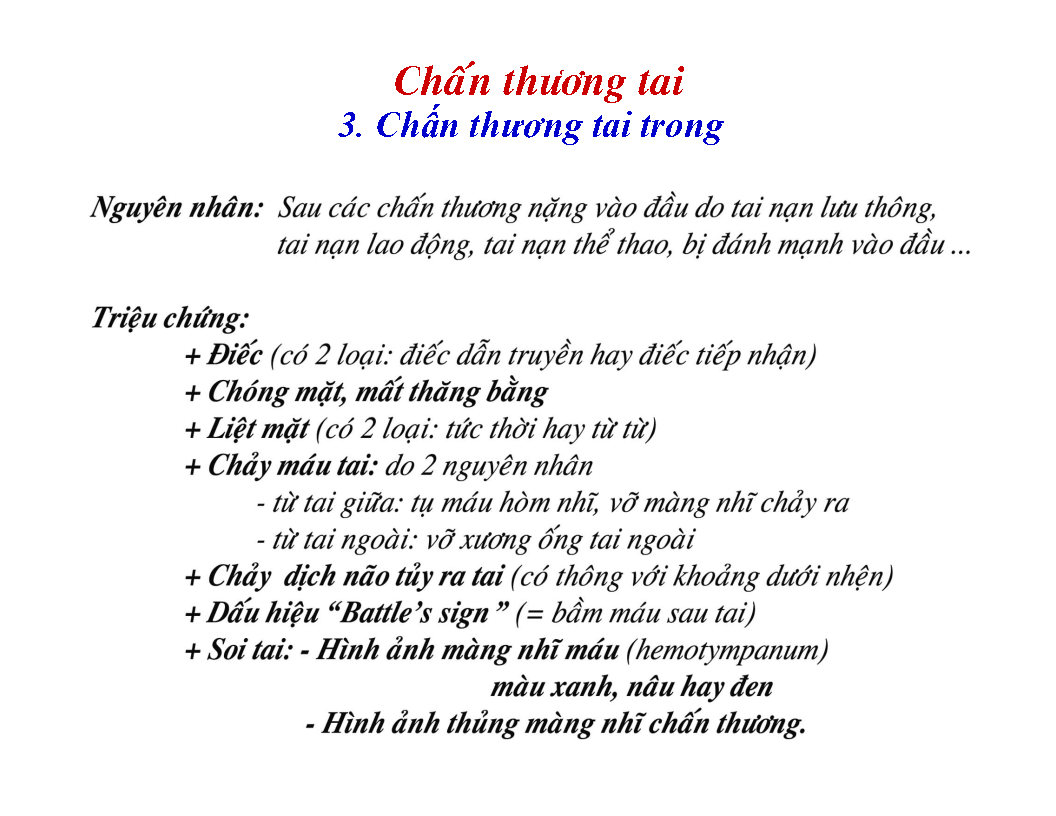 Chấn thương tai
3. Chấn thương tai trong
Nguyên nhân: Sau các chấn thương nặng vào đầu do tai nạn lưu thông,
tai nạn lao động, tai nạn thể thao, bị đánh mạnh vào đầu ...
Triệu chứng:
+ Điếc (có 2 loại: điếc dẫn truyền hay điếc tiếp nhận)
+ Chóng mặt, mất thăng bằng
+ Liệt mặt (có 2 loại: tức thời hay từ từ)
+ Chảy máu tai: do 2 nguyên nhân
- từ tai giữa: tụ máu hòm nhĩ, vỡ màng nhĩ chảy ra
- từ tai ngoài: vỡ xương ống tai ngoài
+ Chảy dịch não tủy ra tai (có thông với khoảng dưới nhện)
+ Dấu hiệu “Battle’s sign” (= bầm máu sau tai)
+ Soi tai: - Hình ảnh màng nhĩ máu (hemotympanum)
màu xanh, nâu hay đen
- Hình ảnh thủng màng nhĩ chấn thương.